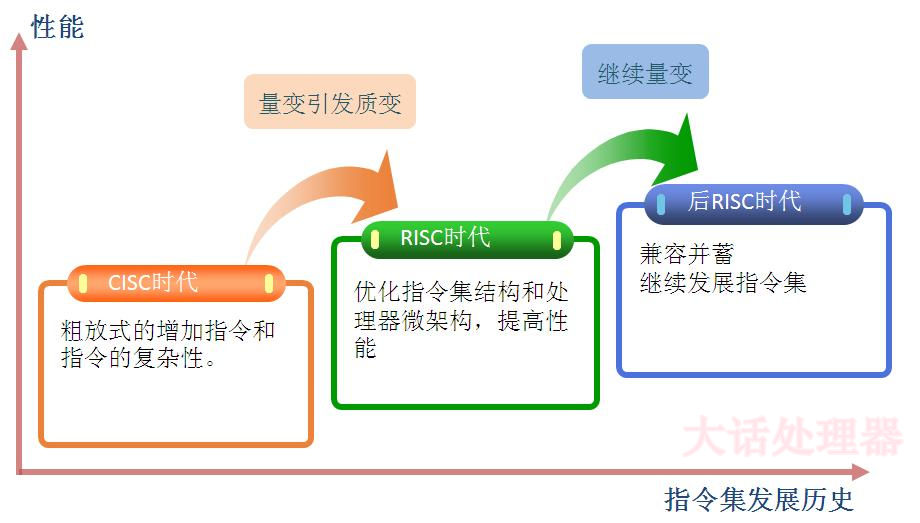 性能
量变引发质变
继续量变
CISC时代
粗放式的增加指令和
指令的复杂性。
RISC时代
优化指令集结构和处
理器微架构，提高性
能
后RISC时代
兼容并蓄
继续发展指令集
大话处理器
指令集发展历史